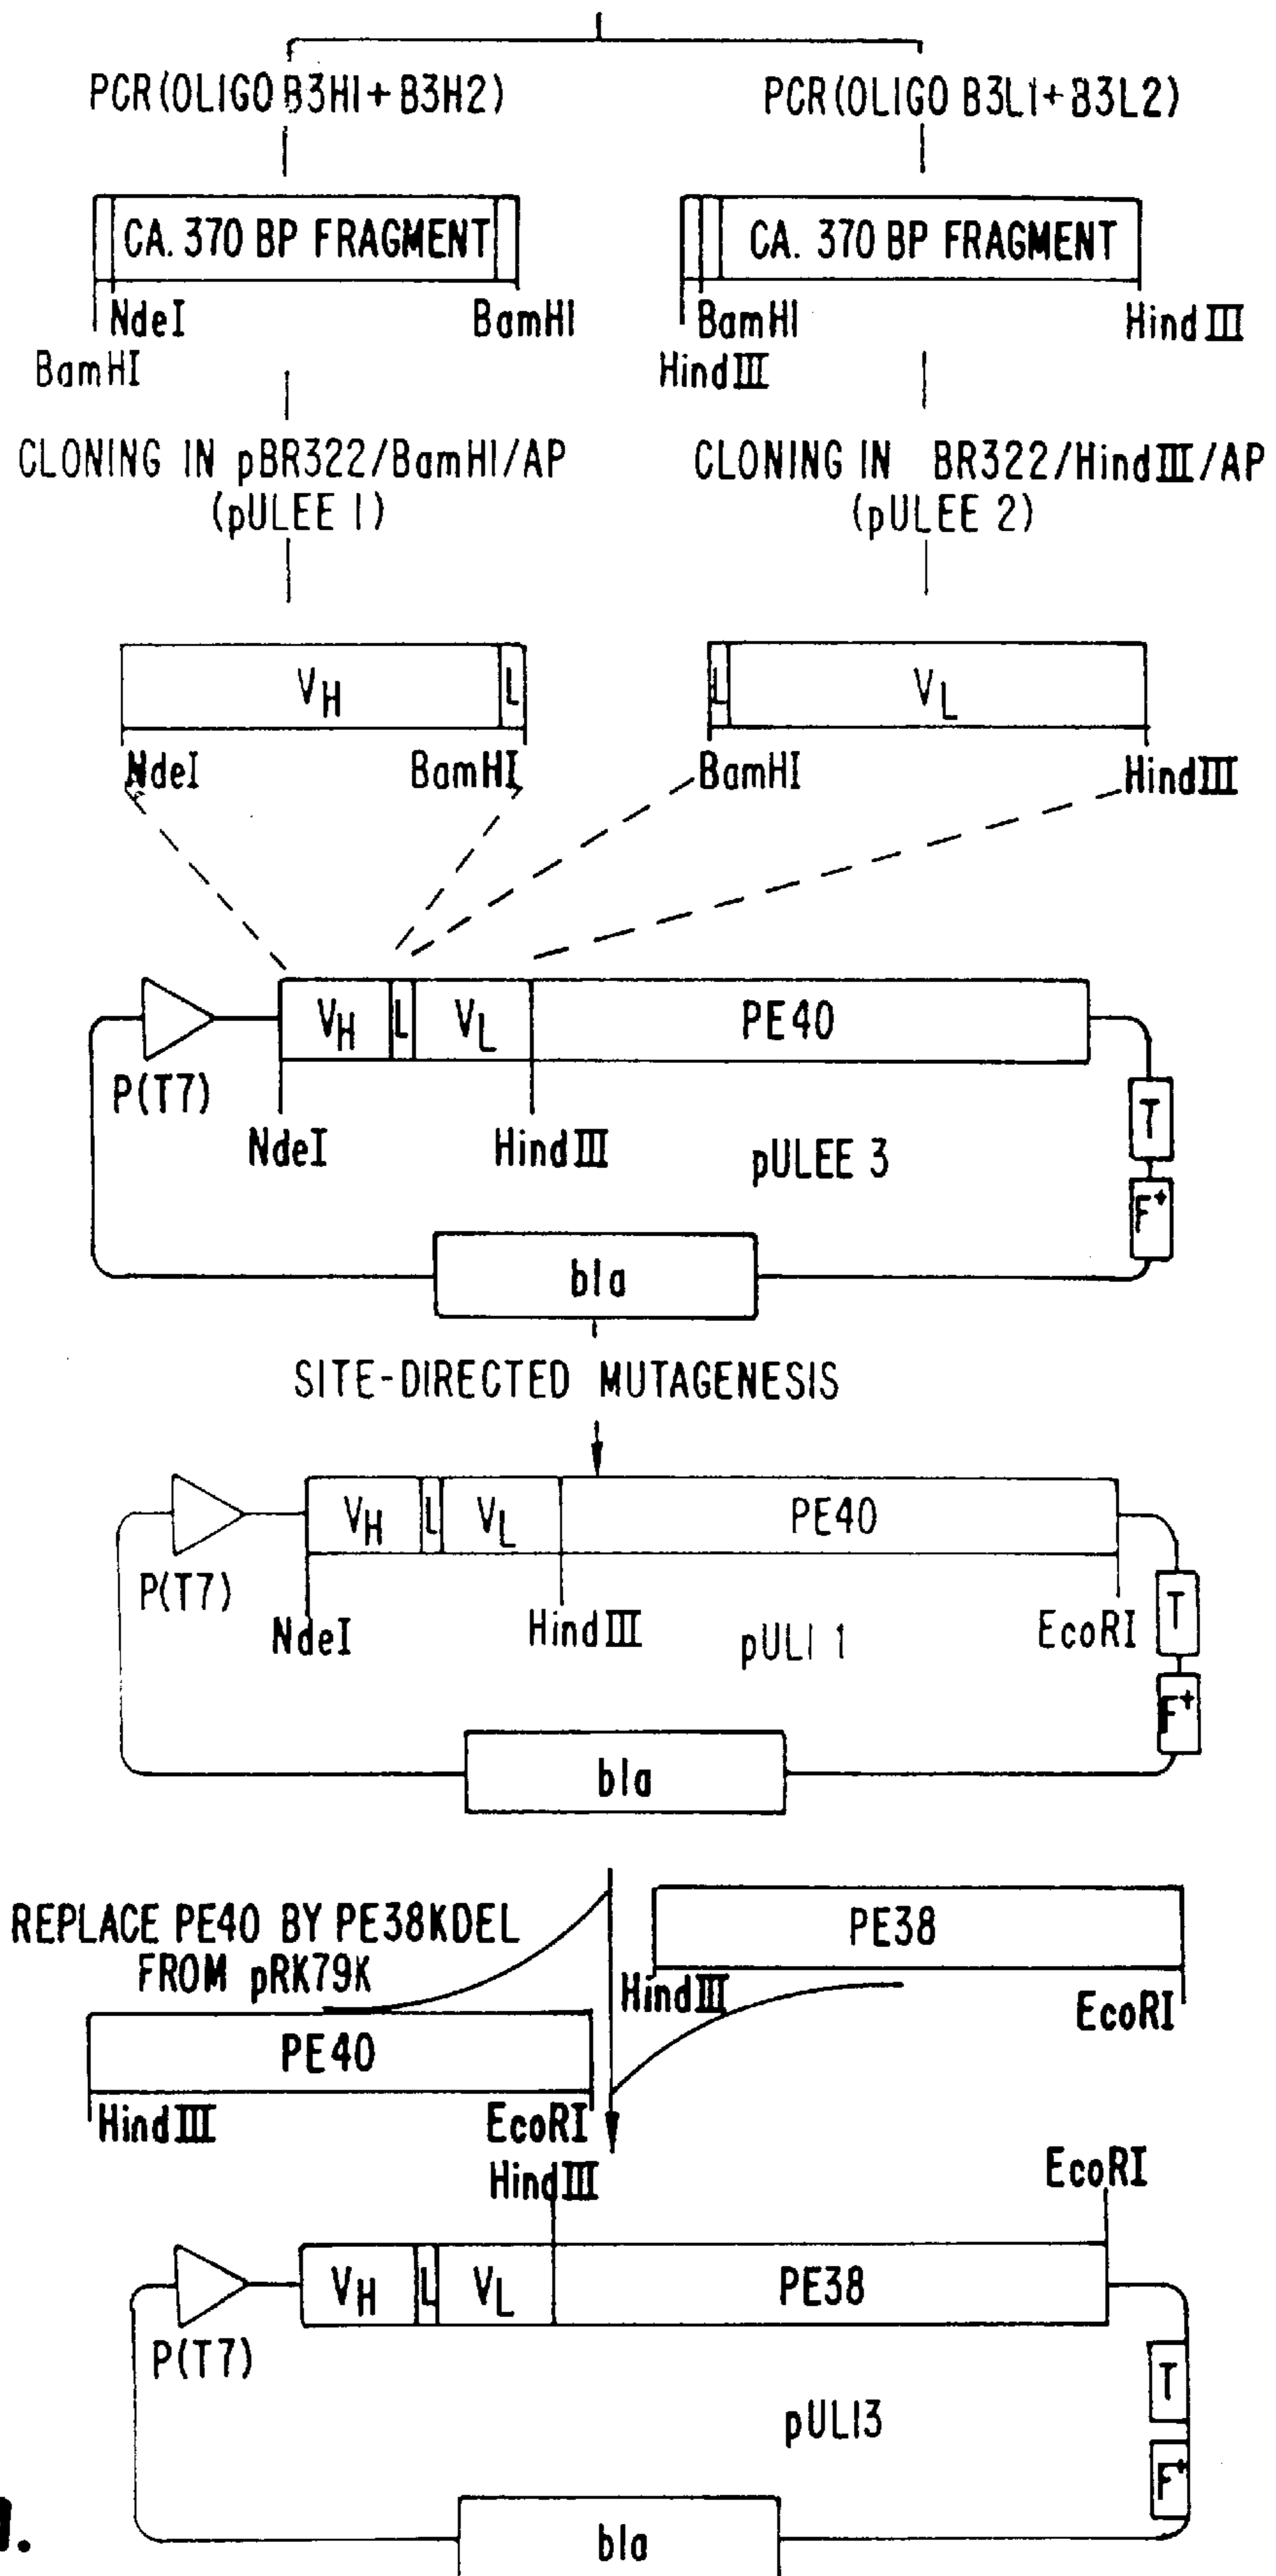 PCR(OLIGO B3H1+B3H2)
PCR(OLIGO B3L1+B3L2)
CA. 370 BP FRAGMENT
CA. 370 BP FRAGMENT
NdeI
BamHI
BamHI
BamHI
HindIII
HindIII
CLONING IN pBR322/BamHI/AP
(pULEE 1)
CLONING IN BR322/HindIII/AP
(pULEE 2)
VH
L
L
VL
NdeI
BamHI
BamHI
HindIII
VH
L
VL
PE40
P(T7)
NdeI
HindIII
pULEE 3
T
F+
bla
SITE-DIRECTED MUTAGENESIS
VH
L
VL
PE40
P(T7)
NdeI
HindIII
pULI 1
EcoRI
T
F+
bla
REPLACE PE40 BY PE38KDEL
FROM pRK79K
PE38
HindIII
EcoRI
PE40
HindIII
EcoRI
HindIII
EcoRI
VH
L
VL
PE38
P(T7)
pULI3
T
F+
bla